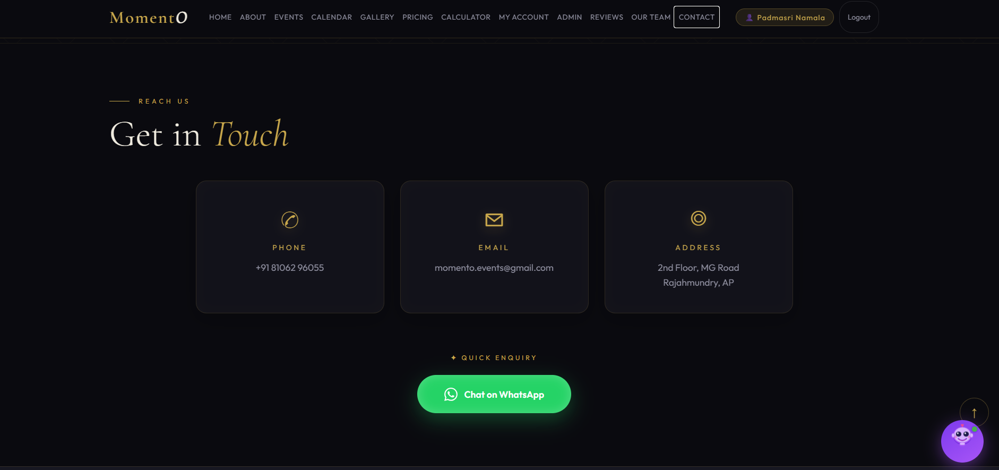 MomentO
HOME ABOUT EVENTS CALENDAR GALLERY PRICING CALCULATOR MY ACCOUNT ADMIN REVIEWS OUR TEAM CONTACT
Padmasri Namala
Logout
REACH US
Get in Touch
PHONE
+91 81062 96055
EMAIL
momento.events@gmail.com
ADDRESS
2nd Floor, MG Road
Rajahmundry, AP
✦ QUICK ENQUIRY
Chat on WhatsApp
↑